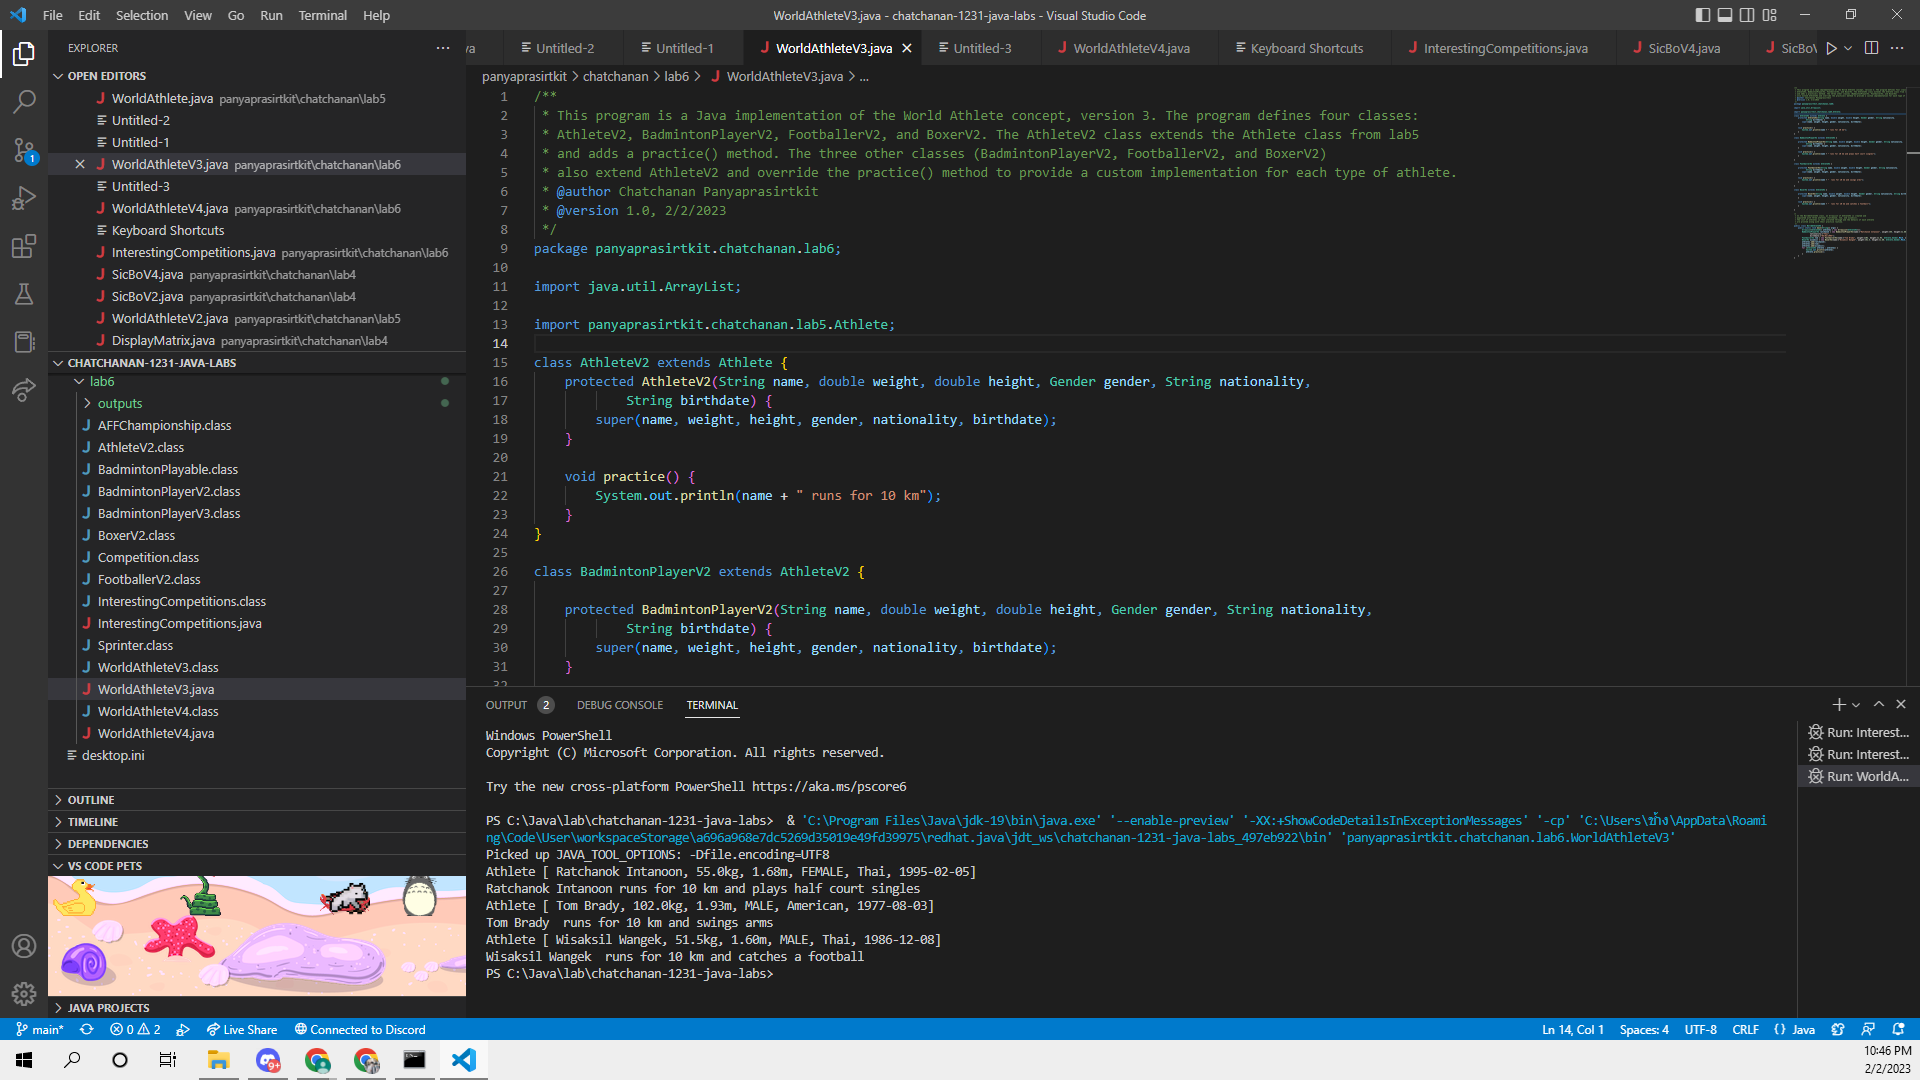 File Edit Selection View Go Run Terminal Help
WorldAthleteV3.java - chatchanan-1231-java-labs - Visual Studio Code
EXPLORER
OPEN EDITORS
WorldAthlete.java panyaprasirtkit\chatchanan\lab5
Untitled-2
Untitled-1
WorldAthleteV3.java panyaprasirtkit\chatchanan\lab6
Untitled-3
WorldAthleteV4.java panyaprasirtkit\chatchanan\lab6
Keyboard Shortcuts
InterestingCompetitions.java panyaprasirtkit\chatchanan\lab6
SicBoV4.java panyaprasirtkit\chatchanan\lab4
SicBoV2.java panyaprasirtkit\chatchanan\lab4
WorldAthleteV2.java panyaprasirtkit\chatchanan\lab5
DisplayMatrix.java panyaprasirtkit\chatchanan\lab4
CHATCHANAN-1231-JAVA-LABS
lab6
outputs
AFFChampionship.class
AthleteV2.class
BadmintonPlayable.class
BadmintonPlayerV2.class
BadmintonPlayerV3.class
BoxerV2.class
Competition.class
FootballerV2.class
InterestingCompetitions.class
InterestingCompetitions.java
Sprinter.class
WorldAthleteV3.class
WorldAthleteV3.java
WorldAthleteV4.class
WorldAthleteV4.java
desktop.ini
OUTLINE
TIMELINE
DEPENDENCIES
VS CODE PETS
JAVA PROJECTS
1
va Untitled-2 Untitled-1 WorldAthleteV3.java Untitled-3 WorldAthleteV4.java Keyboard Shortcuts InterestingCompetitions.java SicBoV4.java SicBoV
panyaprasirtkit > chatchanan > lab6 > WorldAthleteV3.java > ...
1 /**
2 * This program is a Java implementation of the World Athlete concept, version 3. The program defines four classes:
3 * AthleteV2, BadmintonPlayerV2, FootballerV2, and BoxerV2. The AthleteV2 class extends the Athlete class from lab5
4 * and adds a practice() method. The three other classes (BadmintonPlayerV2, FootballerV2, and BoxerV2)
5 * also extend AthleteV2 and override the practice() method to provide a custom implementation for each type of athlete.
6 * @author Chatchanan Panyaprasirtkit
7 * @version 1.0, 2/2/2023
8 */
9 package panyaprasirtkit.chatchanan.lab6;
10
11 import java.util.ArrayList;
12
13 import panyaprasirtkit.chatchanan.lab5.Athlete;
14
15 class AthleteV2 extends Athlete {
16 protected AthleteV2(String name, double weight, double height, Gender gender, String nationality,
17 String birthdate) {
18 super(name, weight, height, gender, nationality, birthdate);
19 }
20
21 void practice() {
22 System.out.println(name + " runs for 10 km");
23 }
24 }
25
26 class BadmintonPlayerV2 extends AthleteV2 {
27
28 protected BadmintonPlayerV2(String name, double weight, double height, Gender gender, String nationality,
29 String birthdate) {
30 super(name, weight, height, gender, nationality, birthdate);
31 }
32
OUTPUT 2 DEBUG CONSOLE TERMINAL
Windows PowerShell
Copyright (C) Microsoft Corporation. All rights reserved.
Try the new cross-platform PowerShell https://aka.ms/pscore6
PS C:\Java\lab\chatchanan-1231-java-labs> & 'C:\Program Files\Java\jdk-19\bin\java.exe' '--enable-preview' '-XX:+ShowCodeDetailsInExceptionMessages' '-cp' 'C:\Users\ช้าง\AppData\Roami
ng\Code\User\workspaceStorage\a696a968e7dc5269d35019e49fd39975\redhat.java\jdt_ws\chatchanan-1231-java-labs_497eb922\bin' 'panyaprasirtkit.chatchanan.lab6.WorldAthleteV3'
Picked up JAVA_TOOL_OPTIONS: -Dfile.encoding=UTF8
Athlete [ Ratchanok Intanoon, 55.0kg, 1.68m, FEMALE, Thai, 1995-02-05]
Ratchanok Intanoon runs for 10 km and plays half court singles
Athlete [ Tom Brady, 102.0kg, 1.93m, MALE, American, 1977-08-03]
Tom Brady  runs for 10 km and swings arms
Athlete [ Wisaksil Wangek, 51.5kg, 1.60m, MALE, Thai, 1986-12-08]
Wisaksil Wangek  runs for 10 km and catches a football
PS C:\Java\lab\chatchanan-1231-java-labs>
Run: Interest...
Run: Interest...
Run: WorldA...
main* 0 2 Live Share Connected to Discord
Ln 14, Col 1 Spaces: 4 UTF-8 CRLF {} Java
9+
10:46 PM
2/2/2023